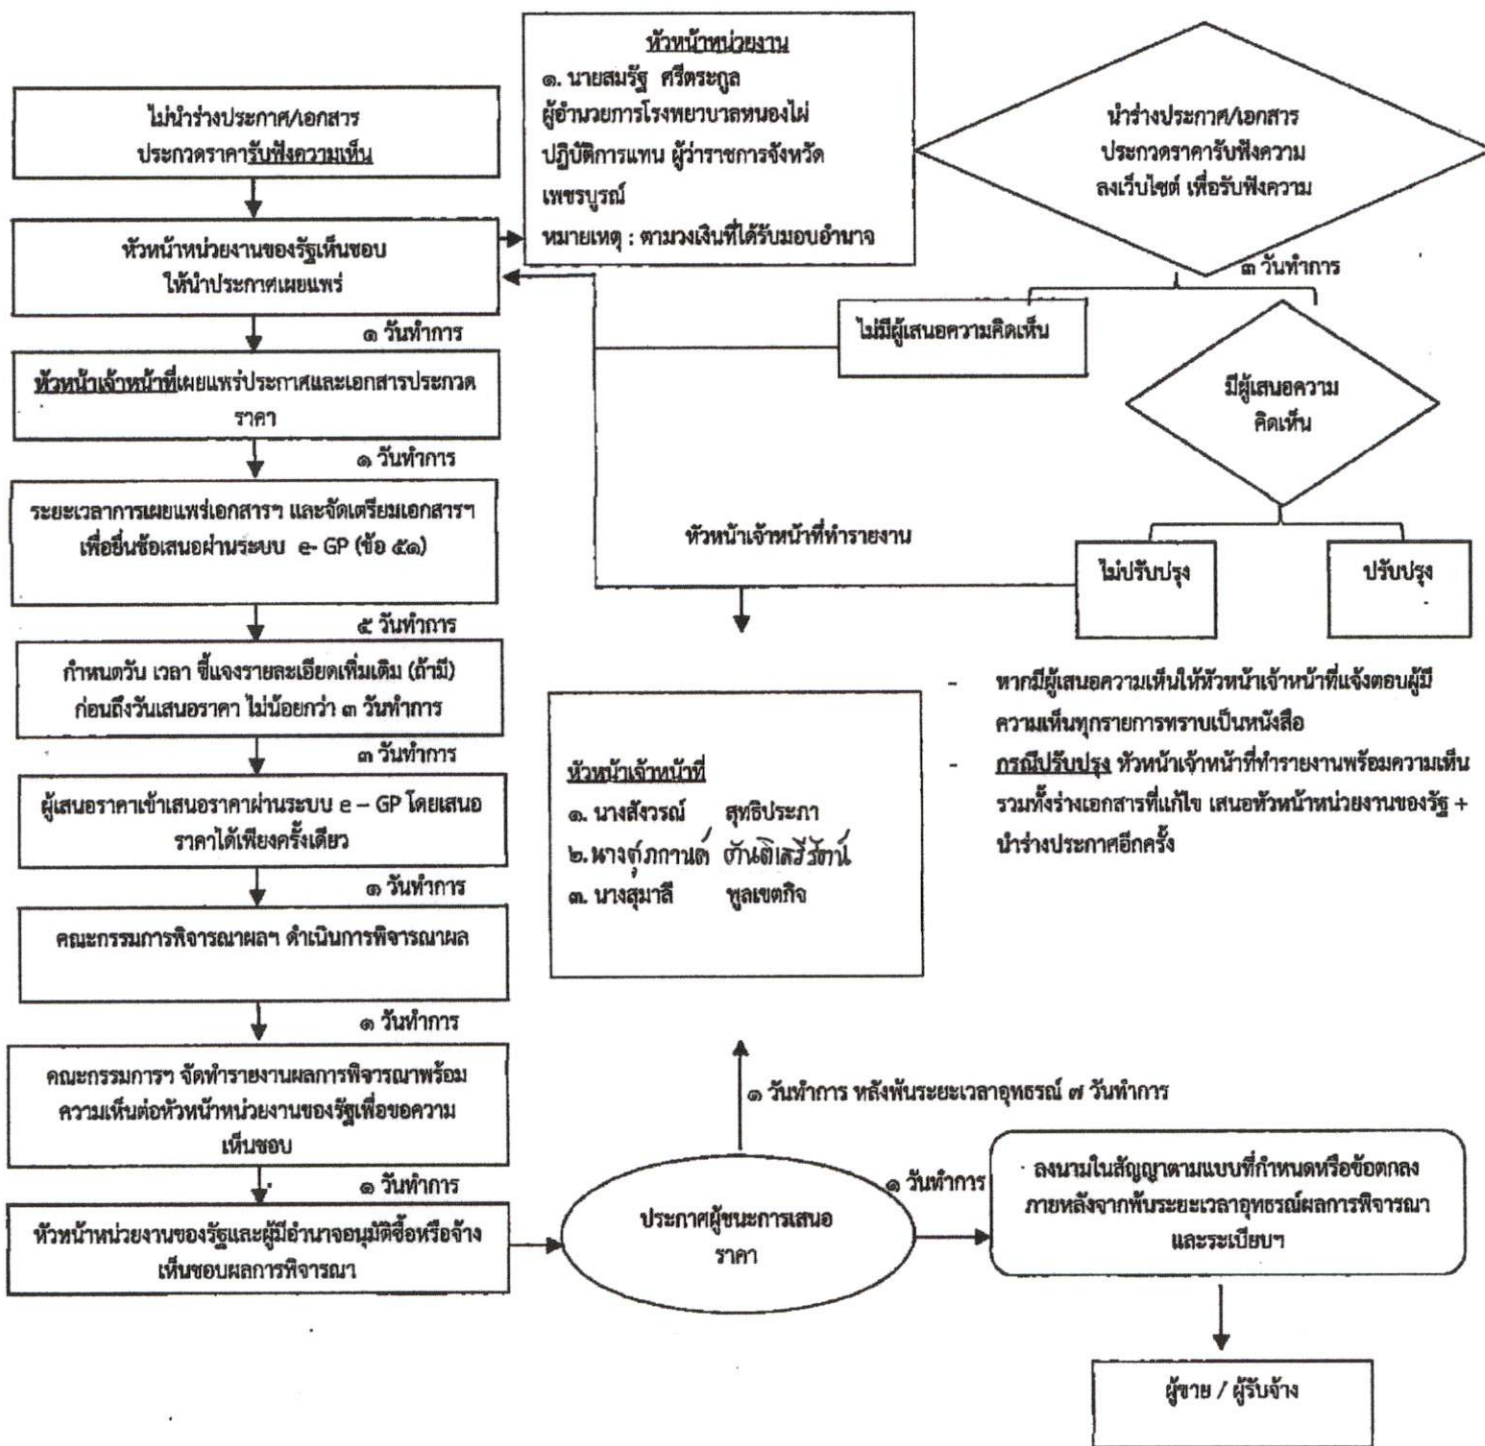 ไม่นำร่างประกาศ/เอกสาร
ประกวดราคารับฟังความเห็น
หัวหน้าหน่วยงานของรัฐเห็นชอบ
ให้นำประกาศเผยแพร่
๑ วันทำการ
หัวหน้าเจ้าหน้าที่เผยแพร่ประกาศและเอกสารประกวด
ราคา
๑ วันทำการ
ระยะเวลาการเผยแพร่เอกสารฯ และจัดเตรียมเอกสารฯ
เพื่อยื่นข้อเสนอผ่านระบบ e- GP (ข้อ ๕๑)
๕ วันทำการ
กำหนดวัน เวลา ชี้แจงรายละเอียดเพิ่มเติม (ถ้ามี)
ก่อนถึงวันเสนอราคา ไม่น้อยกว่า ๓ วันทำการ
๓ วันทำการ
ผู้เสนอราคาเข้าเสนอราคาผ่านระบบ e – GP โดยเสนอ
ราคาได้เพียงครั้งเดียว
๑ วันทำการ
คณะกรรมการพิจารณาผลฯ ดำเนินการพิจารณาผล
๑ วันทำการ
คณะกรรมการฯ จัดทำรายงานผลการพิจารณาพร้อม
ความเห็นต่อหัวหน้าหน่วยงานของรัฐเพื่อขอความ
เห็นชอบ
๑ วันทำการ
หัวหน้าหน่วยงานของรัฐและผู้มีอำนาจอนุมัติซื้อหรือจ้าง
เห็นชอบผลการพิจารณา
หัวหน้าหน่วยงาน
๑. นายสมรัฐ ศรีตระกูล
ผู้อำนวยการโรงพยาบาลหนองไผ่
ปฏิบัติการแทน ผู้ว่าราชการจังหวัด
เพชรบูรณ์
หมายเหตุ : ตามวงเงินที่ได้รับมอบอำนาจ
นำร่างประกาศ/เอกสาร
ประกวดราคารับฟังความ
ลงเว็บไซต์ เพื่อรับฟังความ
๓ วันทำการ
ไม่มีผู้เสนอความคิดเห็น
มีผู้เสนอความ
คิดเห็น
หัวหน้าเจ้าหน้าที่ทำรายงาน
ไม่ปรับปรุง
ปรับปรุง
- หากมีผู้เสนอความเห็นให้หัวหน้าเจ้าหน้าที่แจ้งตอบผู้มี
ความเห็นทุกรายการทราบเป็นหนังสือ
- กรณีปรับปรุง หัวหน้าเจ้าหน้าที่ทำรายงานพร้อมความเห็น
รวมทั้งร่างเอกสารที่แก้ไข เสนอหัวหน้าหน่วยงานของรัฐ +
นำร่างประกาศอีกครั้ง
หัวหน้าเจ้าหน้าที่
๑. นางสังวรณ์ สุทธิประภา
๒. ตันติเสรีรัตน์
๓. นางสุมาลี พูลเขตกิจ
๑ วันทำการ หลังพ้นระยะเวลาอุทธรณ์ ๗ วันทำการ
ประกาศผู้ชนะการเสนอ
ราคา
๑ วันทำการ
ลงนามในสัญญาตามแบบที่กำหนดหรือข้อตกลง
ภายหลังจากพ้นระยะเวลาอุทธรณ์ผลการพิจารณา
และระเบียบฯ
ผู้ขาย / ผู้รับจ้าง